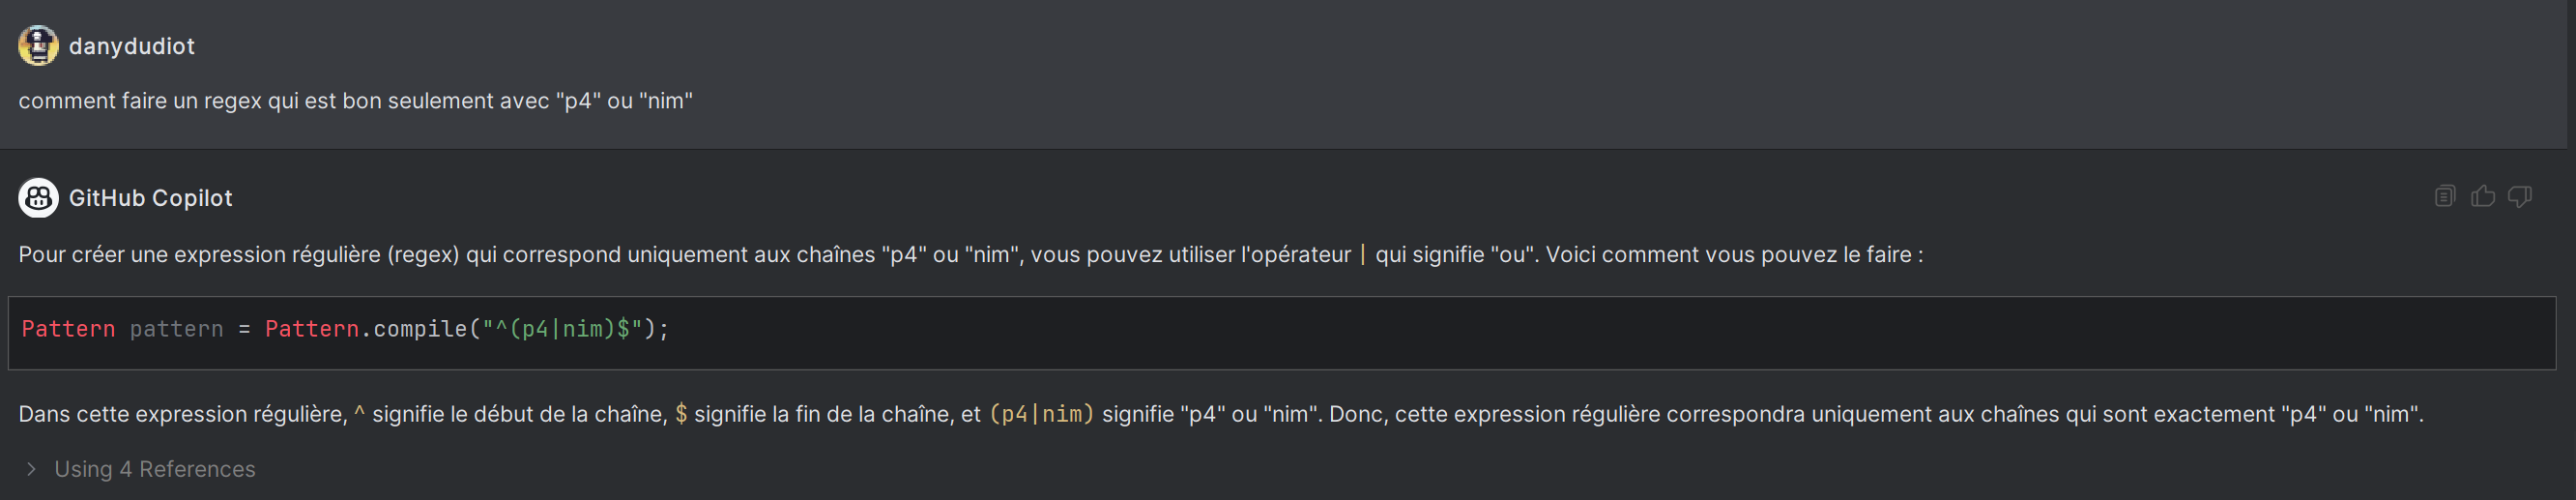 danydudiot
comment faire un regex qui est bon seulement avec "p4" ou "nim"
GitHub Copilot
Pour créer une expression régulière (regex) qui correspond uniquement aux chaînes "p4" ou "nim", vous pouvez utiliser l'opérateur | qui signifie "ou". Voici comment vous pouvez le faire :
Pattern pattern = Pattern.compile("^(p4|nim)$");
Dans cette expression régulière, ^ signifie le début de la chaîne, $ signifie la fin de la chaîne, et (p4|nim) signifie "p4" ou "nim". Donc, cette expression régulière correspondra uniquement aux chaînes qui sont exactement "p4" ou "nim".
Using 4 References